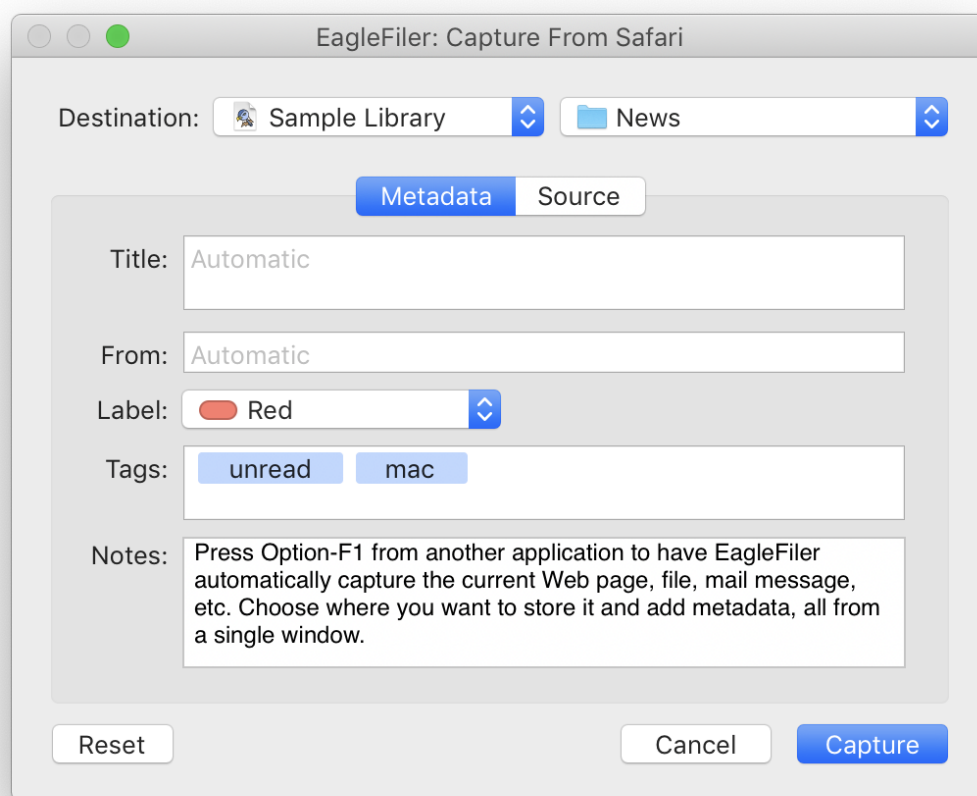 EagleFiler: Capture From Safari
Destination: Sample Library News
Metadata Source
Title: Automatic
From: Automatic
Label: Red
Tags: unread mac
Notes: Press Option-F1 from another application to have EagleFiler
automatically capture the current Web page, file, mail message,
etc. Choose where you want to store it and add metadata, all from
a single window.
Reset Cancel Capture